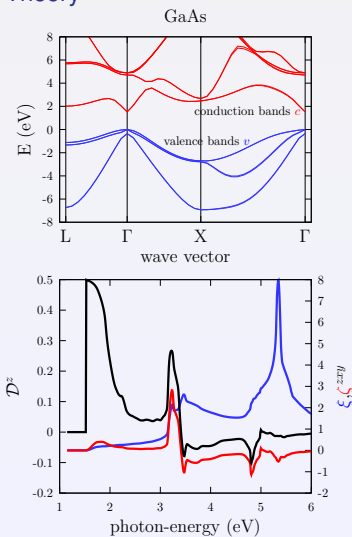 Theory
GaAs
8
6
4
2
0
-2
-4
-6
-8
E (eV)
conduction bands c
valence bands v
L Γ X Γ
wave vector
0.5
0.4
0.3
0.2
0.1
0
-0.1
-0.2
𝒟ᶻ
8
7
6
5
4
3
2
1
0
-1
-2
ξ,ζᶻˣʸ
1 2 3 4 5 6
photon-energy (eV)